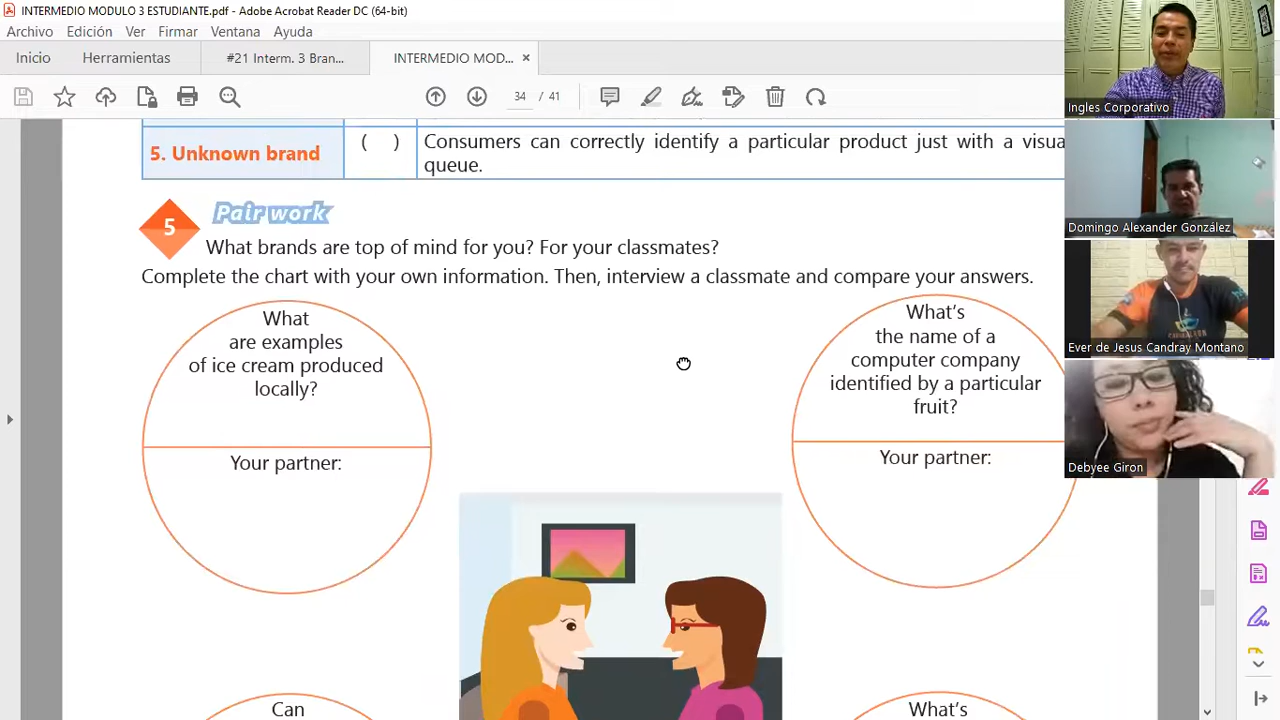 INTERMEDIO MODULO 3 ESTUDIANTE.pdf - Adobe Acrobat Reader DC (64-bit)
Archivo Edición Ver Firmar Ventana Ayuda
Inicio Herramientas #21 Interm. 3 Bran... INTERMEDIO MOD... ×
34 / 41
5. Unknown brand ( ) Consumers can correctly identify a particular product just with a visua
queue.
5 Pair work
What brands are top of mind for you? For your classmates?
Complete the chart with your own information. Then, interview a classmate and compare your answers.
What
are examples
of ice cream produced
locally?
Your partner:
What's
the name of a
computer company
identified by a particular
fruit?
Your partner:
Can
What's
Ingles Corporativo
Domingo Alexander González
Ever de Jesus Candray Montano
Debyee Giron